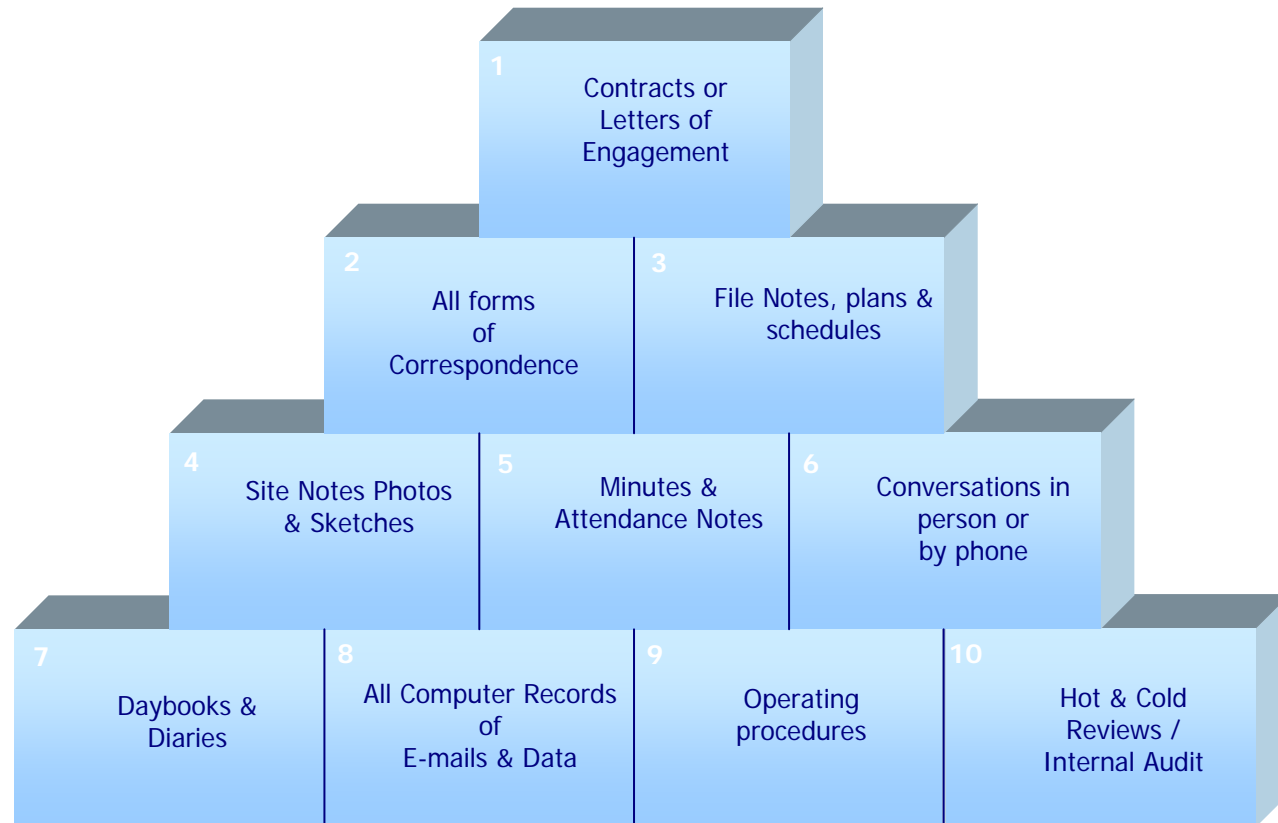 1
Contracts or
Letters of
Engagement
2
All forms
of
Correspondence
3
File Notes, plans &
schedules
4
Site Notes Photos
& Sketches
5
Minutes &
Attendance Notes
6
Conversations in
person or
by phone
7
Daybooks &
Diaries
8
All Computer Records
of
E-mails & Data
9
Operating
procedures
10
Hot & Cold
Reviews /
Internal Audit